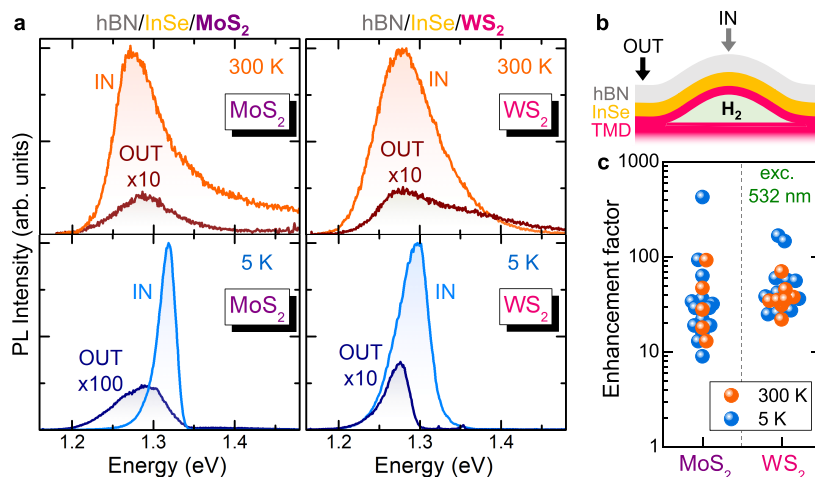 a
hBN/InSe/MoS₂
hBN/InSe/WS₂
PL Intensity (arb. units)
300 K
IN
MoS₂
OUT
x10
300 K
IN
WS₂
OUT
x10
5 K
IN
MoS₂
OUT
x100
5 K
IN
WS₂
OUT
x10
1.2 1.3 1.4
1.2 1.3 1.4
Energy (eV)
Energy (eV)
b
IN
OUT
hBN
InSe
TMD
H₂
c
Enhancement factor
1000
100
10
1
exc.
532 nm
300 K
5 K
MoS₂
WS₂